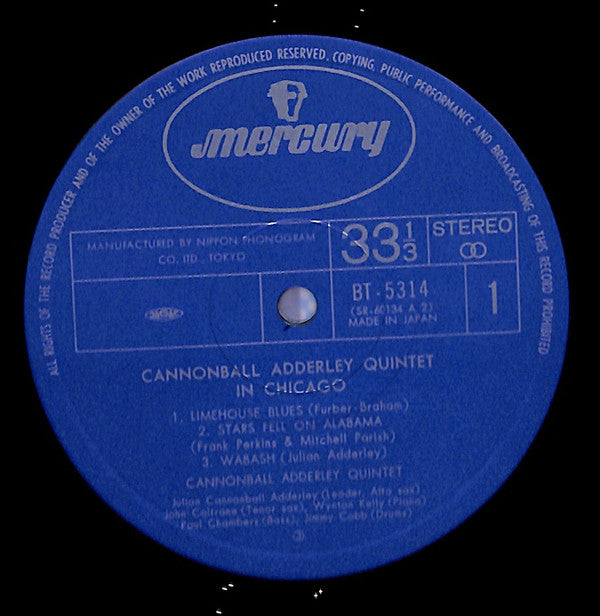 ALL RIGHTS OF THE RECORD PRODUCER AND OF THE OWNER OF THE WORK REPRODUCED RESERVED. COPYING, PUBLIC PERFORMANCE AND BROADCASTING OF THIS RECORD PROHIBITED
mercury
MANUFACTURED BY NIPPON PHONOGRAM
CO., LTD., TOKYO
33 1/3
STEREO
BT-5314
(SR-60134 A 2)
MADE IN JAPAN
1
CANNONBALL ADDERLEY QUINTET
IN CHICAGO
1. LIMEHOUSE BLUES (Furber-Braham)
2. STARS FELL ON ALABAMA
(Frank Perkins & Mitchell Parish)
3. WABASH (Julian Adderley)
CANNONBALL ADDERLEY QUINTET
Julian Cannonball Adderley (Leader, Alto sax)
John Coltrane (Tenor sax), Wynton Kelly (Piano)
Paul Chambers (Bass), Jimmy Cobb (Drums)